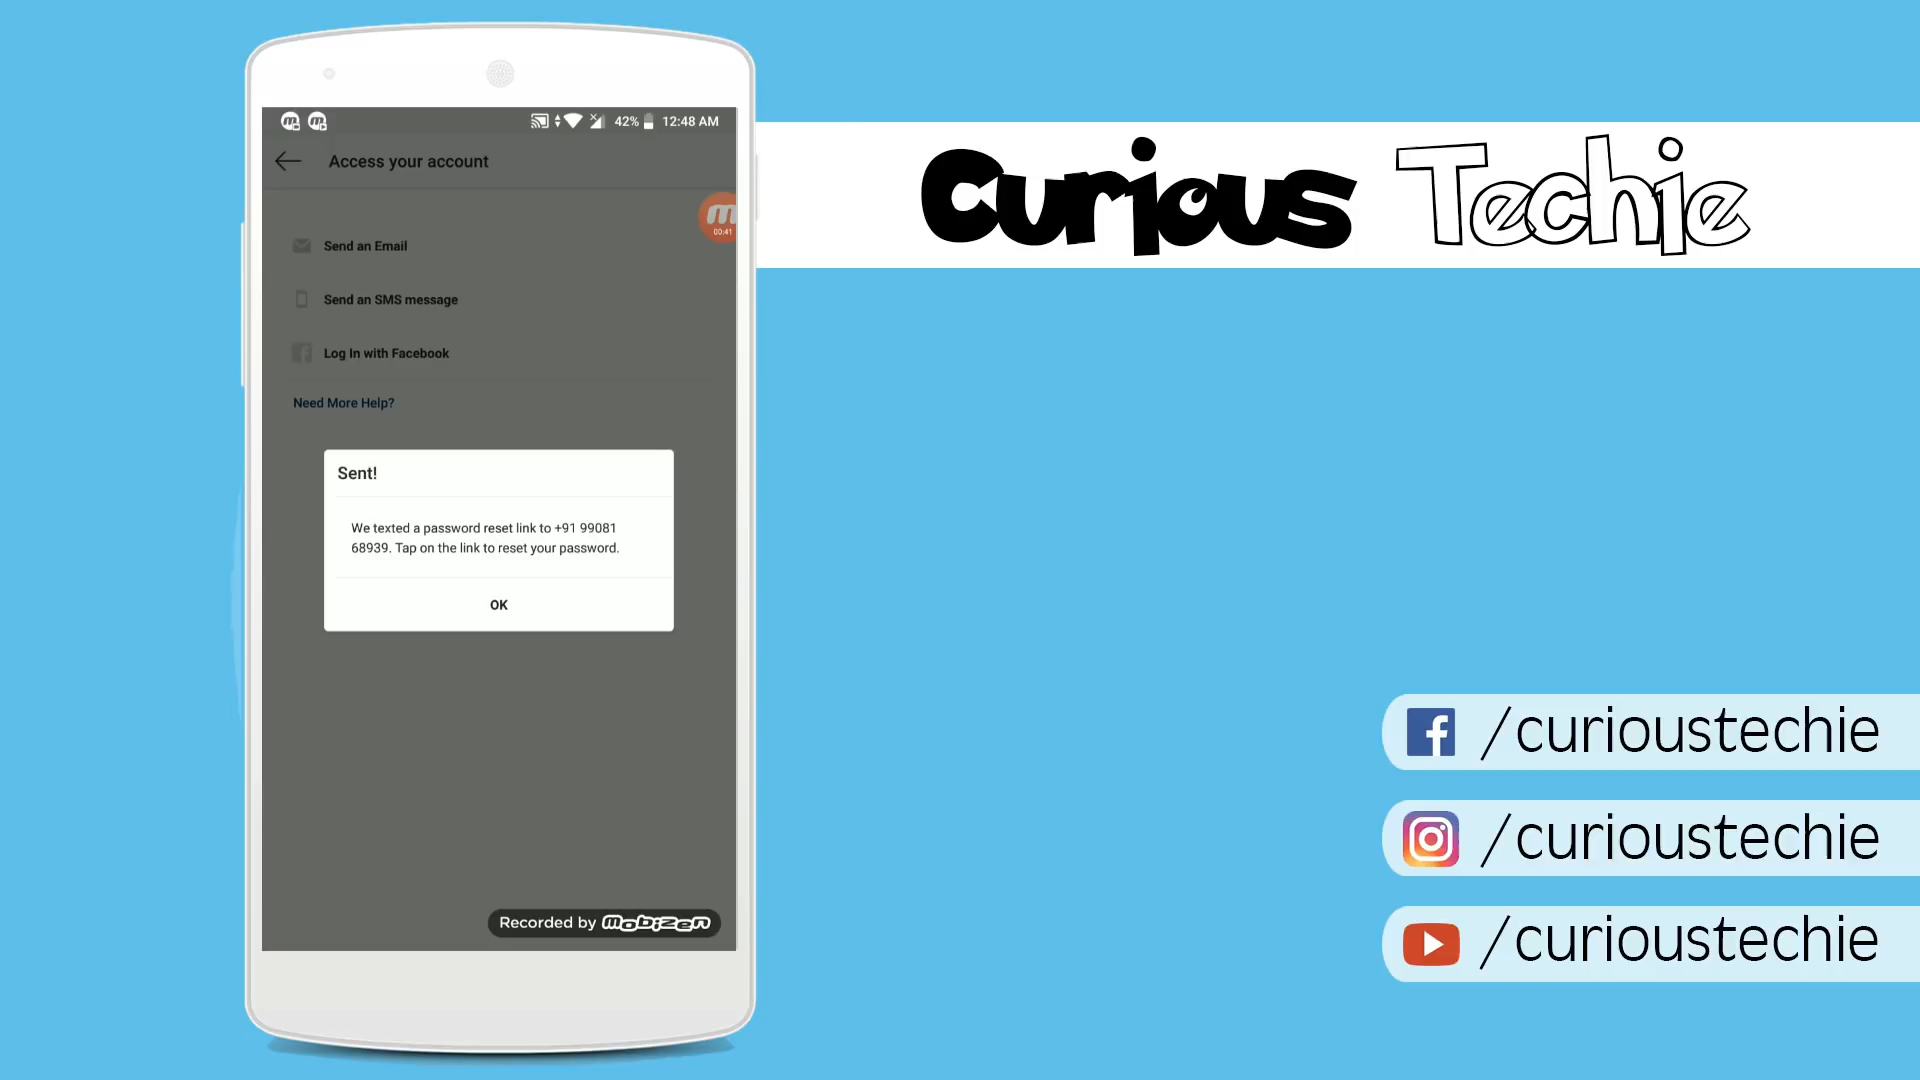 42% 12:48 AM
Access your account
00:41
Send an Email
Send an SMS message
Log In with Facebook
Need More Help?
Sent!
We texted a password reset link to +91 99081
68939. Tap on the link to reset your password.
OK
Recorded by mobizen
Curious Techie
/curioustechie
/curioustechie
/curioustechie